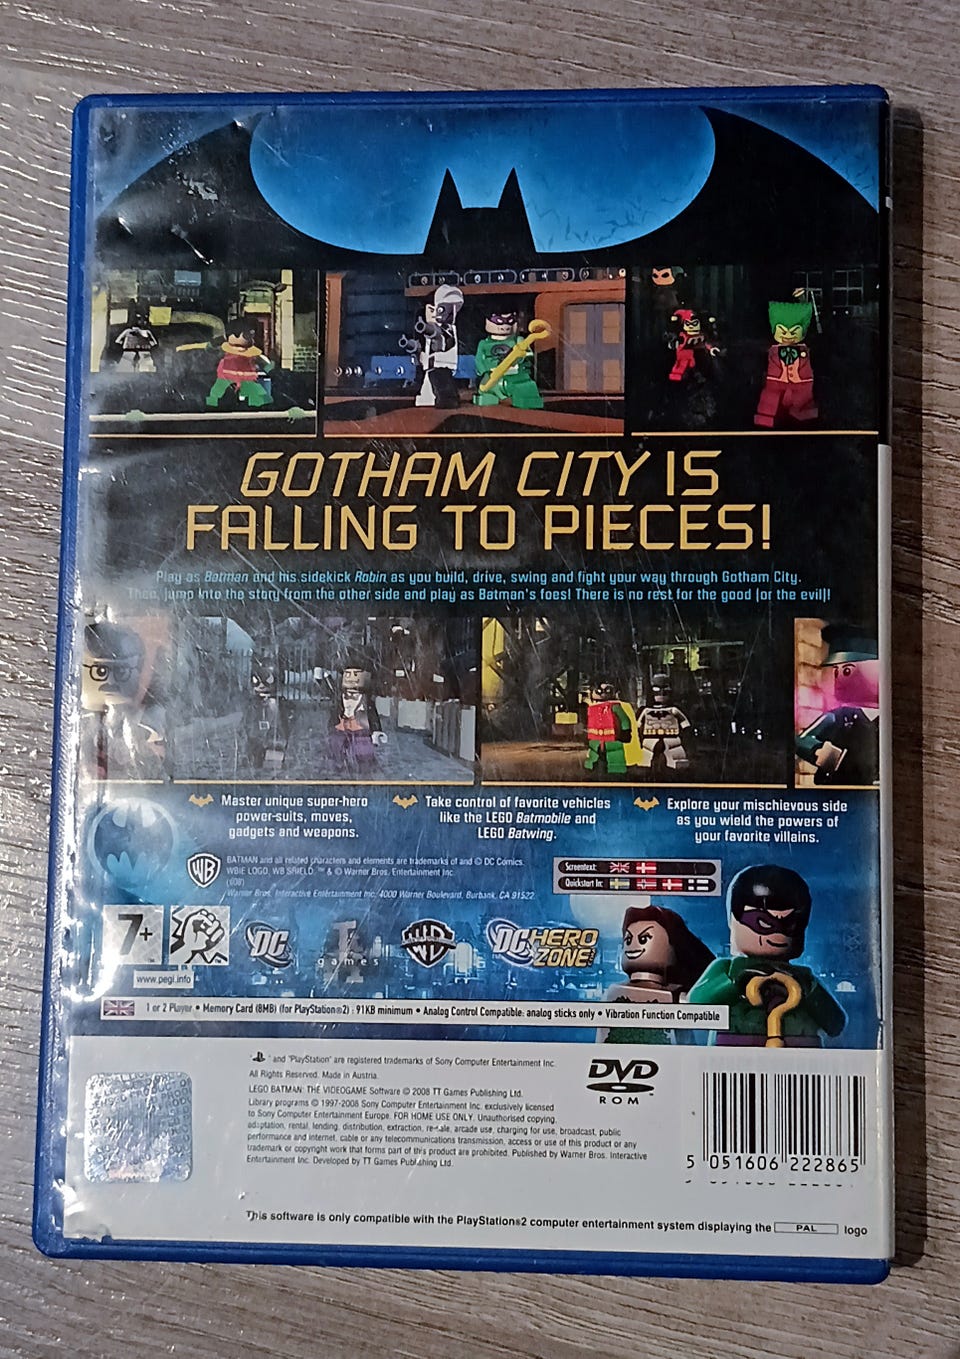 GOTHAM CITY IS
FALLING TO PIECES!
Play as Batman and his sidekick Robin as you build, drive, swing and fight your way through Gotham City.
Then, jump into the story from the other side and play as Batman's foes! There is no rest for the good (or the evil)!
Master unique super-hero
power-suits, moves,
gadgets and weapons.
Take control of favorite vehicles
like the LEGO Batmobile and
LEGO Batwing.
Explore your mischievous side
as you wield the powers of
your favorite villains.
WB
BATMAN and all related characters and elements are trademarks of and © DC Comics.
WBIE LOGO, WB SHIELD: ™ & © Warner Bros. Entertainment Inc.
(s08)
Warner Bros. Interactive Entertainment Inc, 4000 Warner Boulevard, Burbank, CA 91522.
Screentext:
Quickstart In:
7+
www.pegi.info
DC
games
DC HERO
ZONE
1 or 2 Player • Memory Card (8MB) (for PlayStation®2) : 91KB minimum • Analog Control Compatible: analog sticks only • Vibration Function Compatible
" and "PlayStation" are registered trademarks of Sony Computer Entertainment Inc.
All Rights Reserved. Made in Austria.
LEGO BATMAN: THE VIDEOGAME Software © 2008 TT Games Publishing Ltd.
Library programs © 1997-2008 Sony Computer Entertainment Inc. exclusively licensed
to Sony Computer Entertainment Europe. FOR HOME USE ONLY. Unauthorised copying,
adaptation, rental, lending, distribution, extraction, re-sale, arcade use, charging for use, broadcast, public
performance and internet, cable or any telecommunications transmission, access or use of this product or any
trademark or copyright work that forms part of this product are prohibited. Published by Warner Bros. Interactive
Entertainment Inc. Developed by TT Games Publishing Ltd.
DVD
ROM
5 051606 222865
This software is only compatible with the PlayStation®2 computer entertainment system displaying the PAL logo